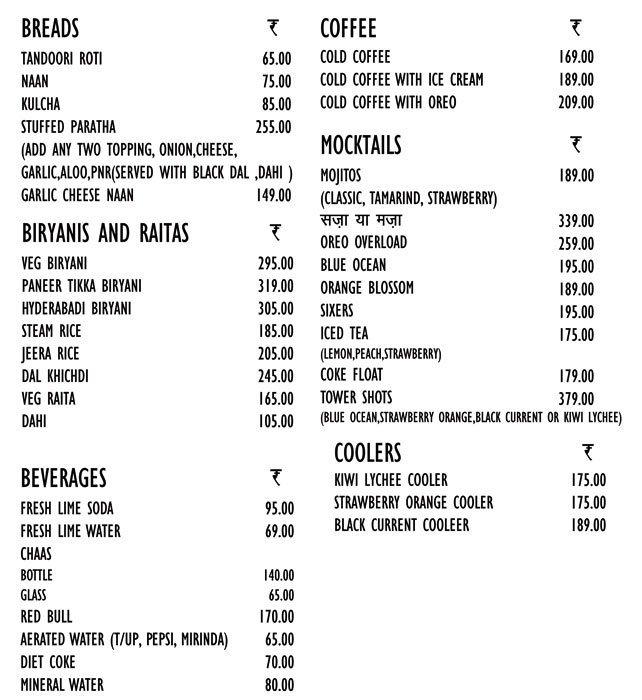 BREADS ₹
TANDOORI ROTI 65.00
NAAN 75.00
KULCHA 85.00
STUFFED PARATHA 255.00
(ADD ANY TWO TOPPING, ONION,CHEESE,
GARLIC,ALOO,PNR(SERVED WITH BLACK DAL ,DAHI )
GARLIC CHEESE NAAN 149.00
BIRYANIS AND RAITAS ₹
VEG BIRYANI 295.00
PANEER TIKKA BIRYANI 319.00
HYDERABADI BIRYANI 305.00
STEAM RICE 185.00
JEERA RICE 205.00
DAL KHICHDI 245.00
VEG RAITA 165.00
DAHI 105.00
BEVERAGES ₹
FRESH LIME SODA 95.00
FRESH LIME WATER 69.00
CHAAS
BOTTLE 140.00
GLASS 65.00
RED BULL 170.00
AERATED WATER (T/UP, PEPSI, MIRINDA) 65.00
DIET COKE 70.00
MINERAL WATER 80.00
COFFEE ₹
COLD COFFEE 169.00
COLD COFFEE WITH ICE CREAM 189.00
COLD COFFEE WITH OREO 209.00
MOCKTAILS ₹
MOJITOS 189.00
(CLASSIC, TAMARIND, STRAWBERRY)
सज़ा या मज़ा 339.00
OREO OVERLOAD 259.00
BLUE OCEAN 195.00
ORANGE BLOSSOM 189.00
SIXERS 195.00
ICED TEA 175.00
(LEMON,PEACH,STRAWBERRY)
COKE FLOAT 179.00
TOWER SHOTS 379.00
(BLUE OCEAN,STRAWBERRY ORANGE,BLACK CURRENT OR KIWI LYCHEE)
COOLERS ₹
KIWI LYCHEE COOLER 175.00
STRAWBERRY ORANGE COOLER 175.00
BLACK CURRENT COOLEER 189.00